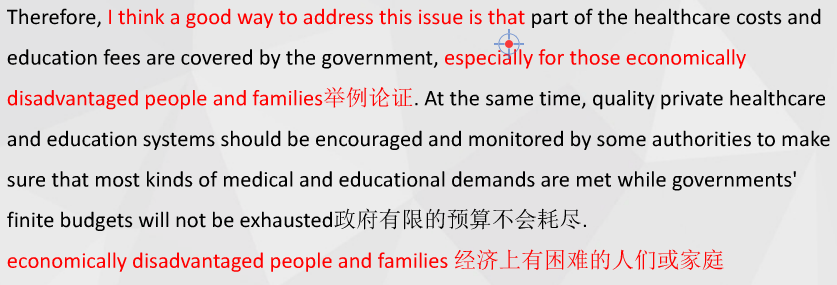 Therefore, I think a good way to address this issue is that part of the healthcare costs and
education fees are covered by the government, especially for those economically
disadvantaged people and families举例论证. At the same time, quality private healthcare
and education systems should be encouraged and monitored by some authorities to make
sure that most kinds of medical and educational demands are met while governments'
finite budgets will not be exhausted政府有限的预算不会耗尽.
economically disadvantaged people and families 经济上有困难的人们或家庭